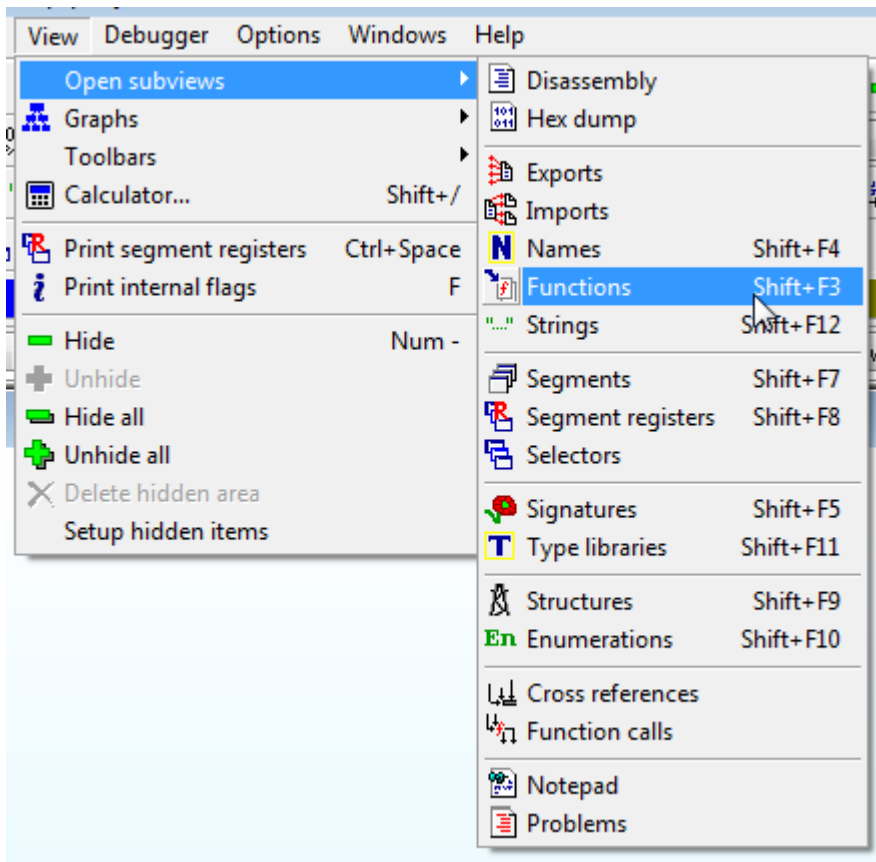 View Debugger Options Windows Help
Open subviews
Graphs
Toolbars
Calculator... Shift+/
Print segment registers Ctrl+Space
Print internal flags F
Hide Num -
Unhide
Hide all
Unhide all
Delete hidden area
Setup hidden items
Disassembly
Hex dump
Exports
Imports
Names Shift+F4
Functions Shift+F3
Strings Shift+F12
Segments Shift+F7
Segment registers Shift+F8
Selectors
Signatures Shift+F5
Type libraries Shift+F11
Structures Shift+F9
En Enumerations Shift+F10
Cross references
Function calls
Notepad
Problems